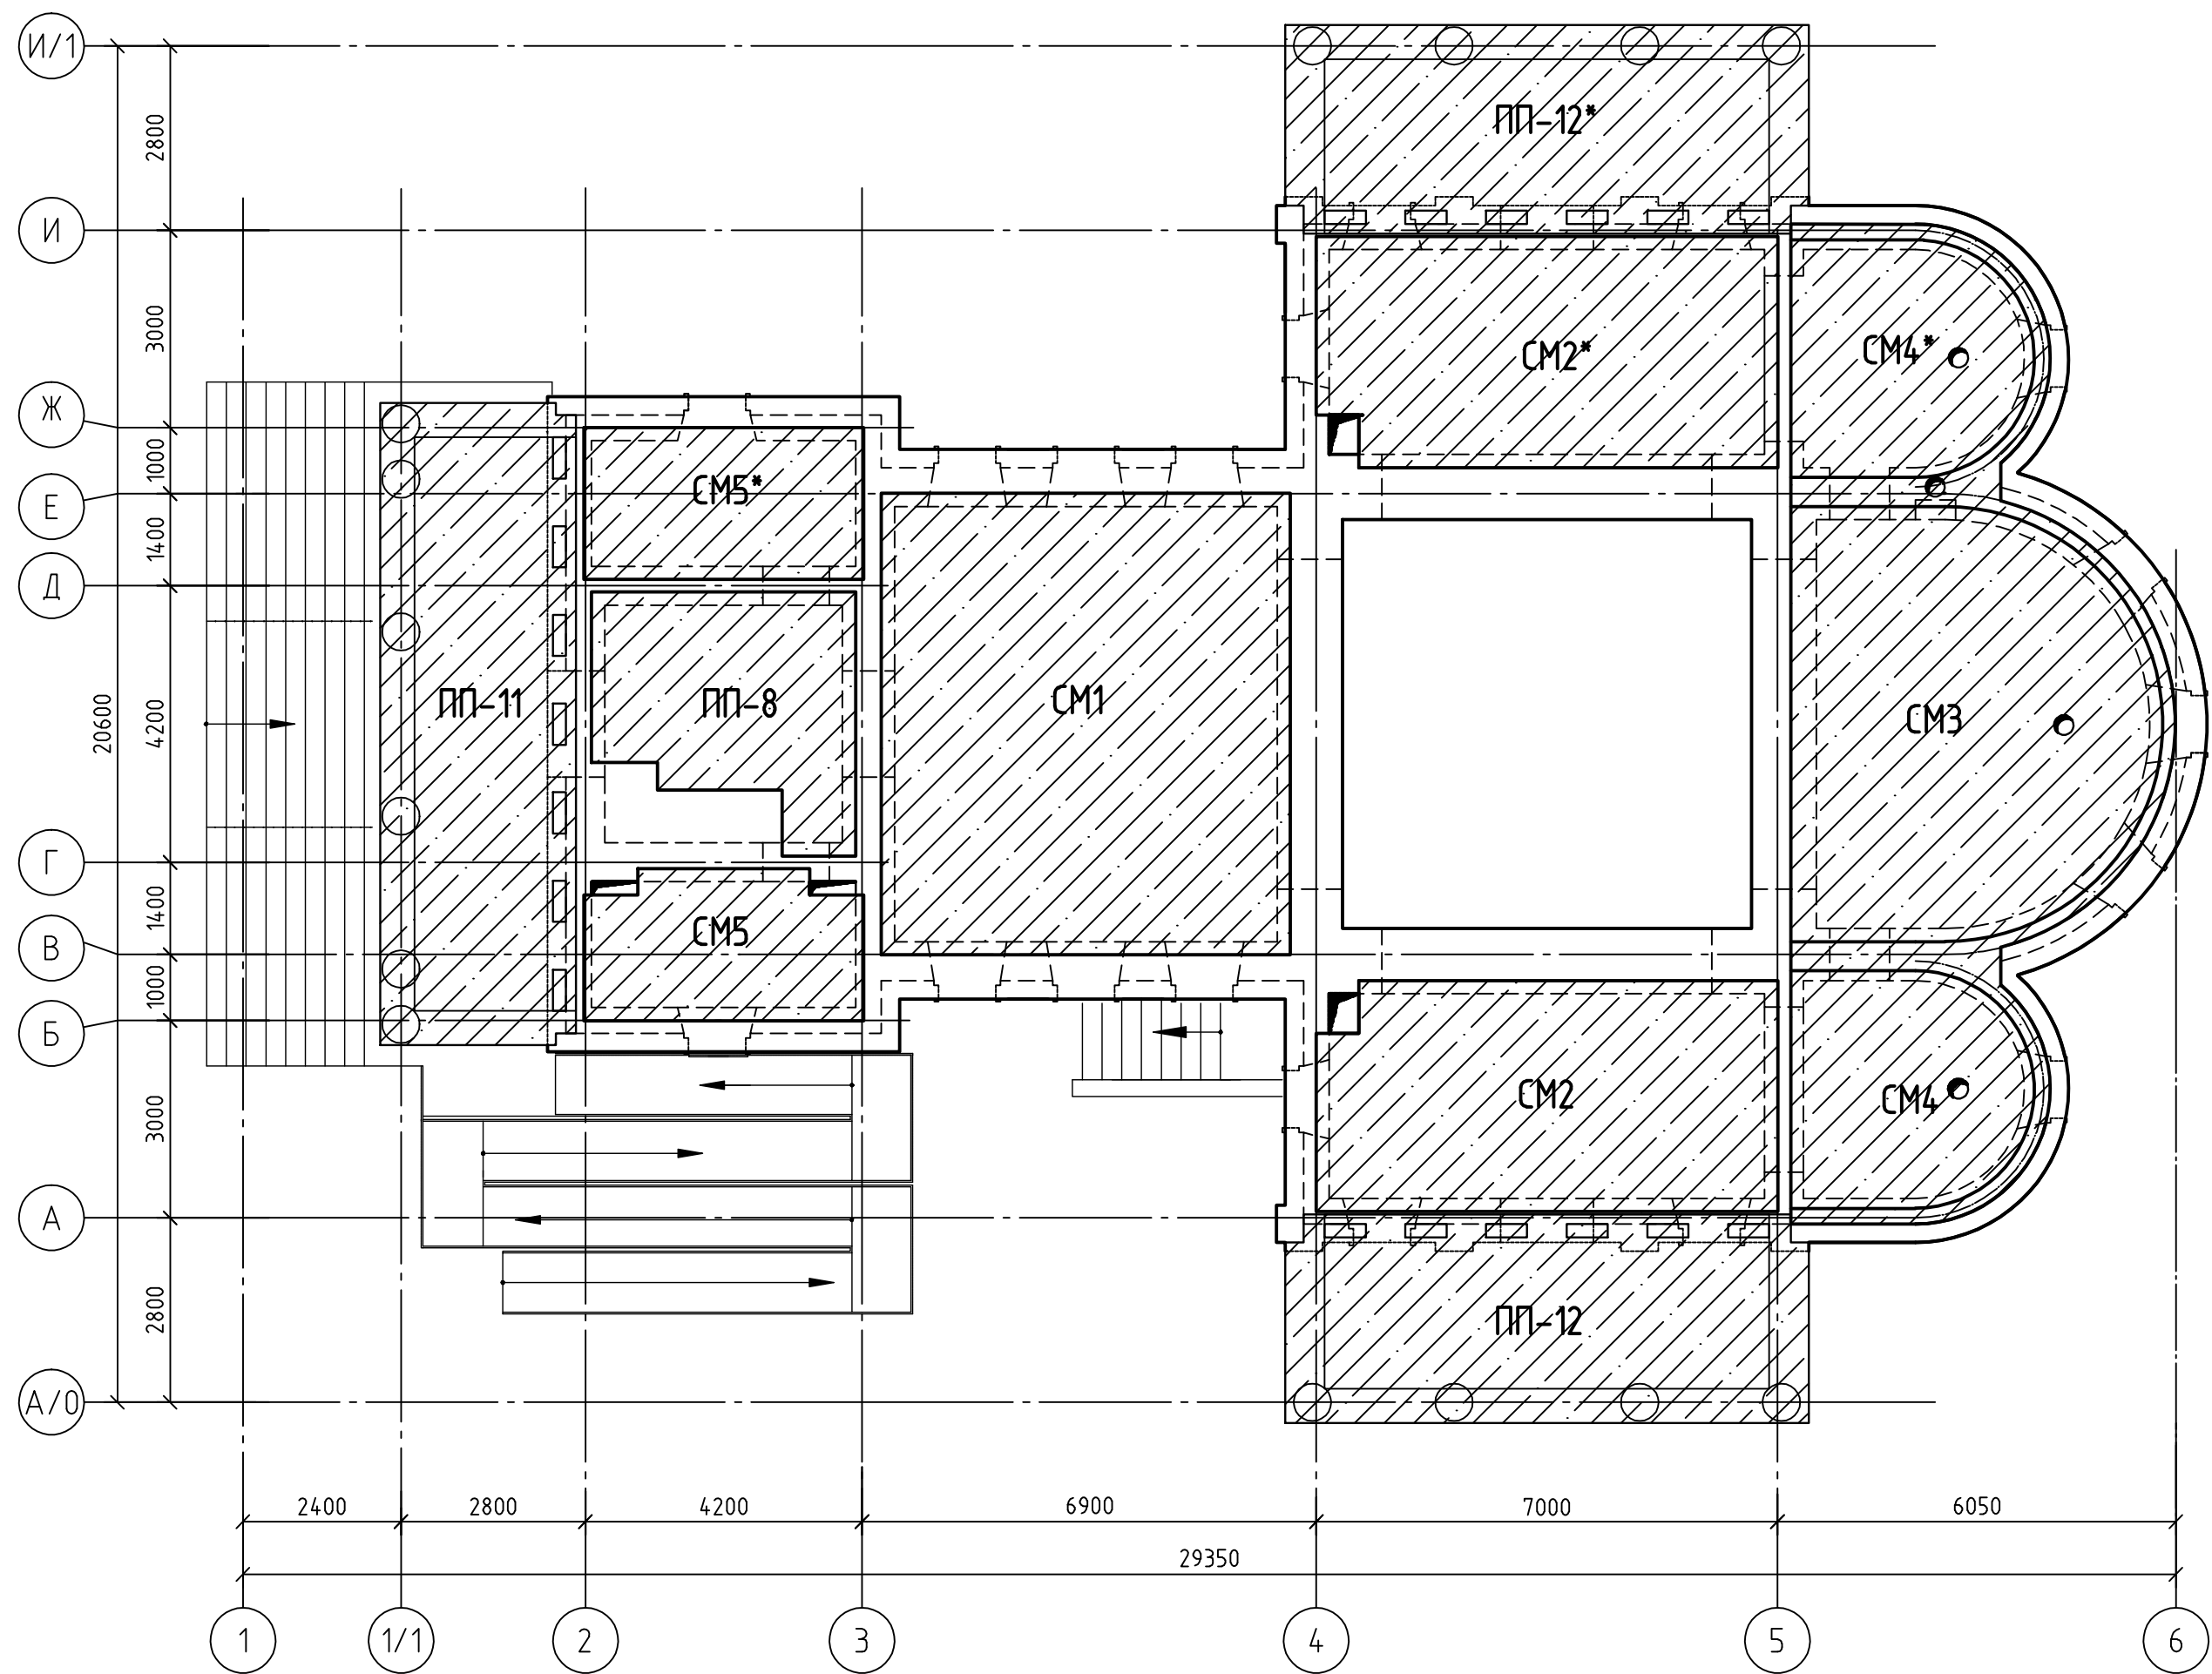 И/1
ПП-12*
2800
И
3000
СМ4*
СМ2*
Ж
1000
СМ5*
Е
1400
Д
20600
4200
ПП-11
ПП-8
СМ1
СМ3
Г
1400
СМ5
В
1000
Б
3000
СМ2
СМ4
А
2800
ПП-12
А/0
2400
2800
4200
6900
7000
6050
29350
1
1/1
2
3
4
5
6